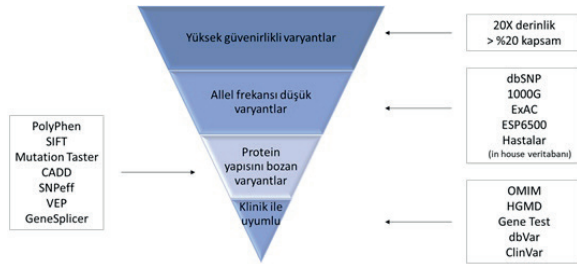 Yüksek güvenirlikli varyantlar
20X derinlik
> %20 kapsam
Allel frekansı düşük
varyantlar
dbSNP
1000G
ExAC
ESP6500
Hastalar
(in house veritabanı)
PolyPhen
SIFT
Mutation Taster
CADD
SNPeff
VEP
GeneSplicer
Protein
yapısını bozan
varyantlar
Klinik ile
uyumlu
OMIM
HGMD
Gene Test
dbVar
ClinVar